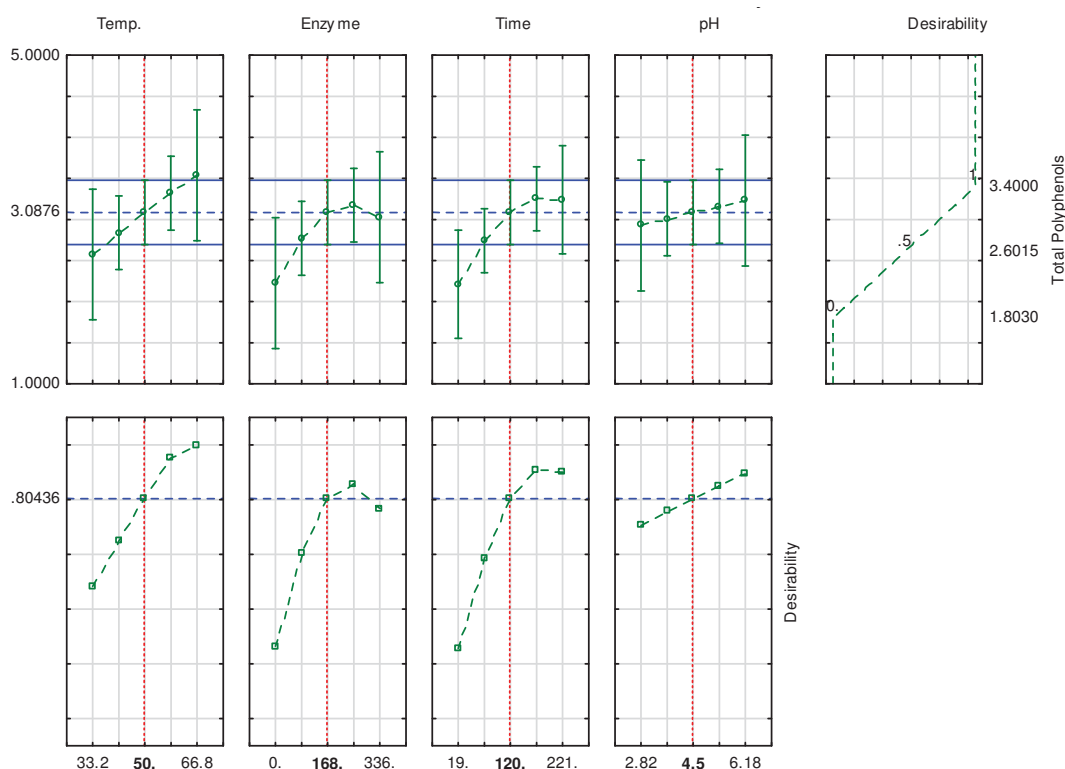 Temp. Enzyme Time pH Desirability
5.0000
3.0876
1.0000
1.
.5
0.
3.4000
2.6015
1.8030
Total Polyphenols
.80436
Desirability
33.2 50. 66.8 0. 168. 336. 19. 120. 221. 2.82 4.5 6.18